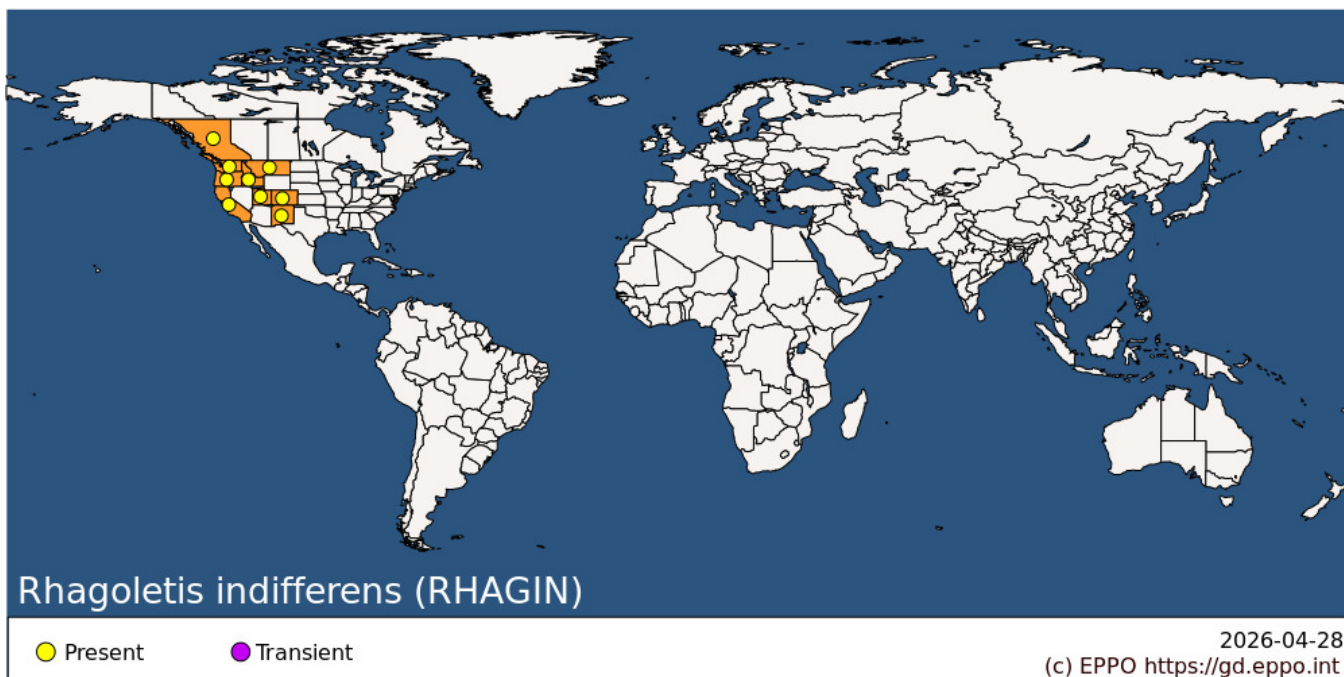 Rhagoletis indifferens (RHAGIN)
Present
Transient
2026-04-28
(c) EPPO https://gd.eppo.int